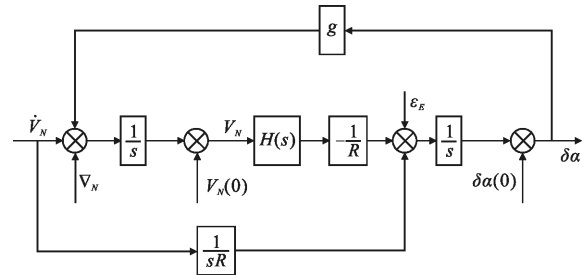 g
V̇_N
1/s
V_N
H(s)
-1/R
ε_E
1/s
δα
∇_N
V_N(0)
δα(0)
1/sR